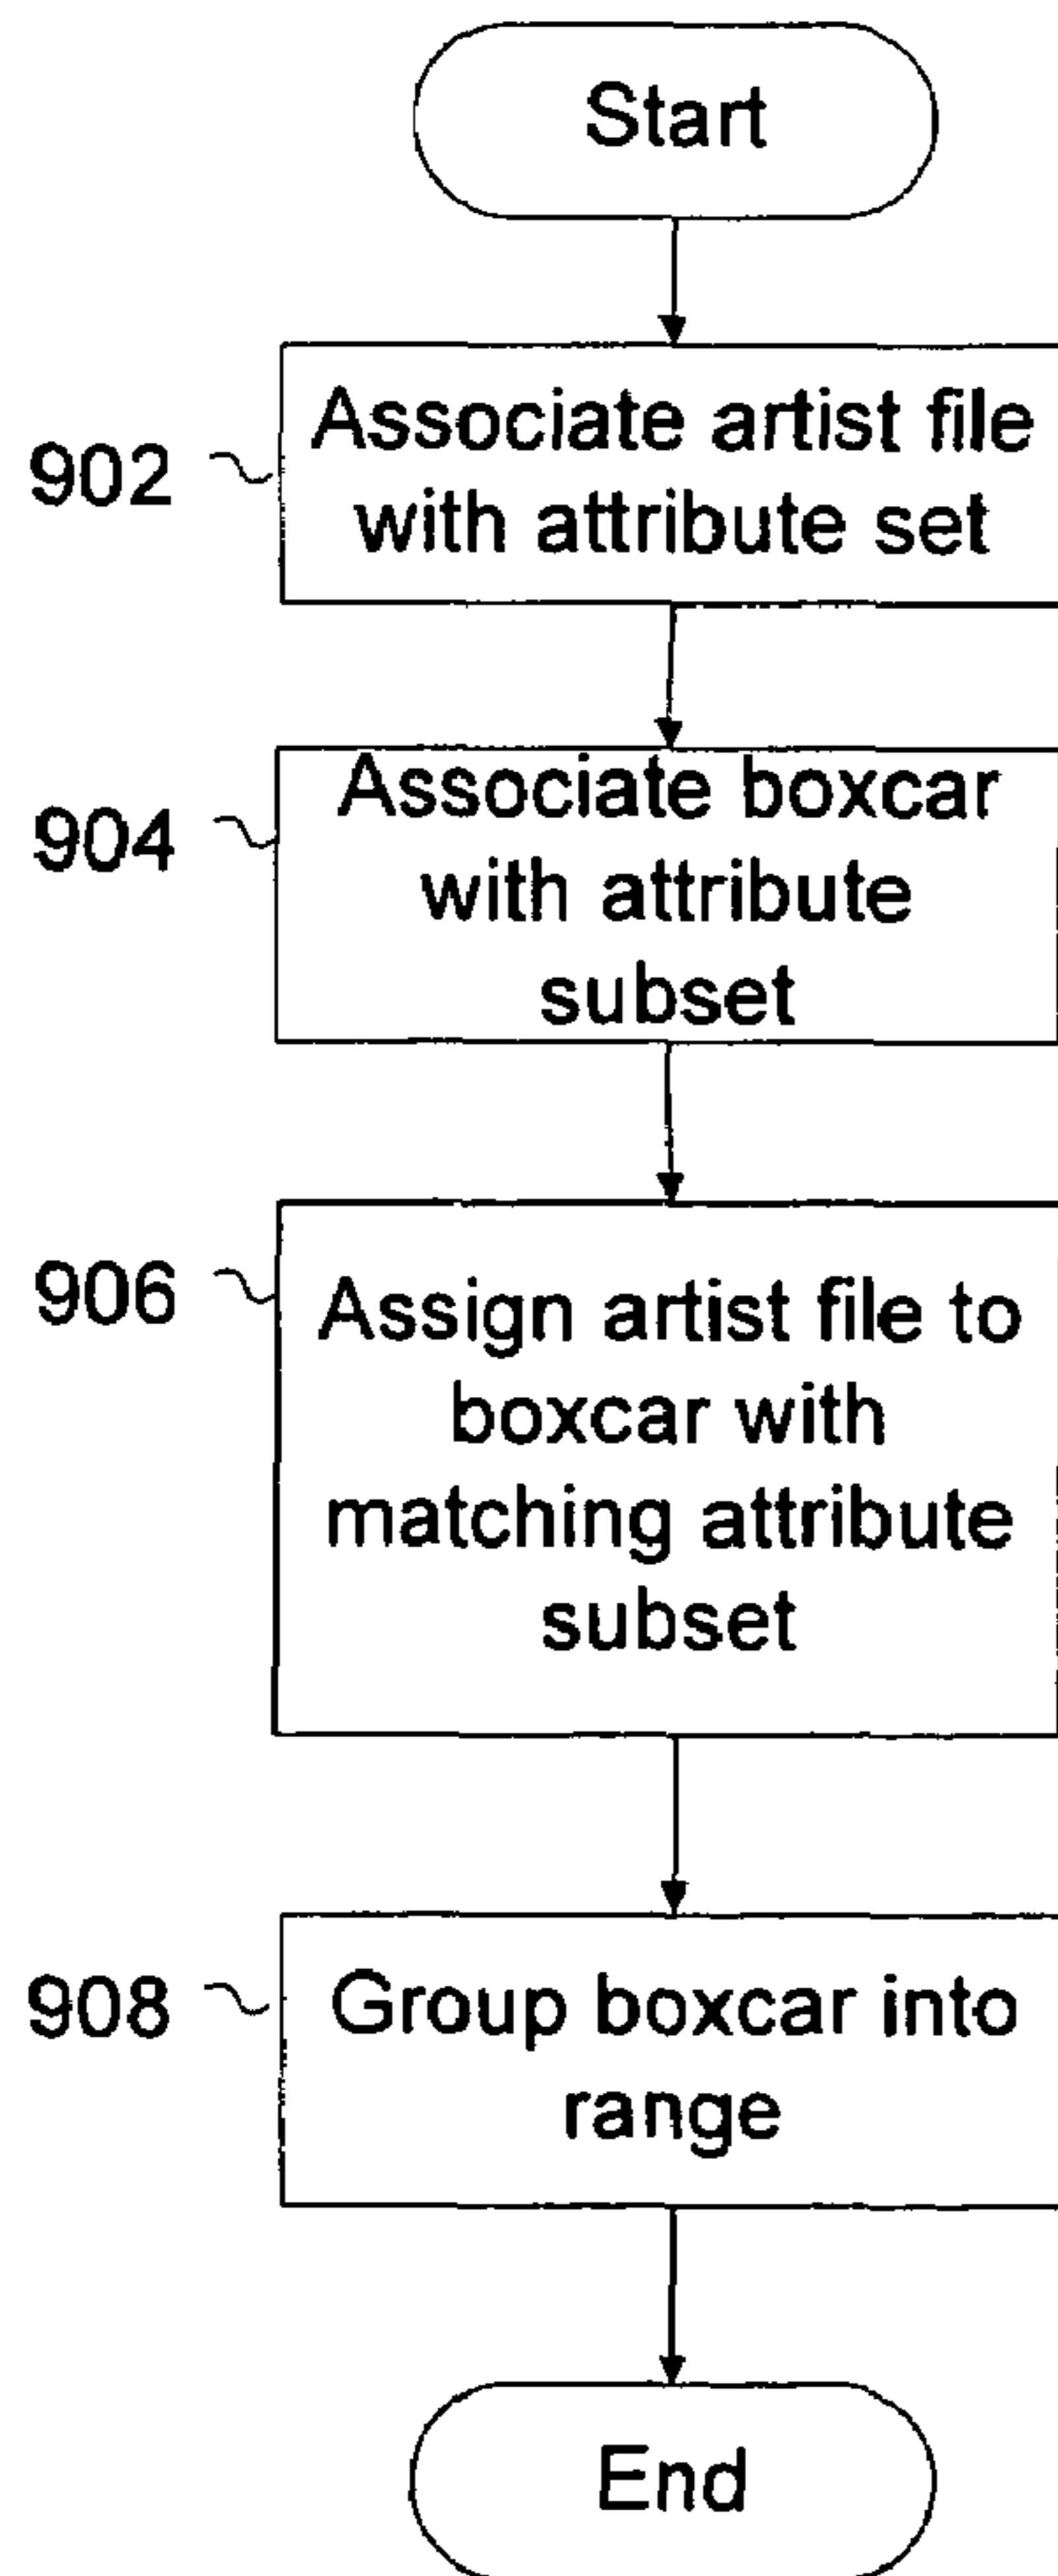 Start
902
Associate artist file
with attribute set
904
Associate boxcar
with attribute
subset
906
Assign artist file to
boxcar with
matching attribute
subset
908
Group boxcar into
range
End